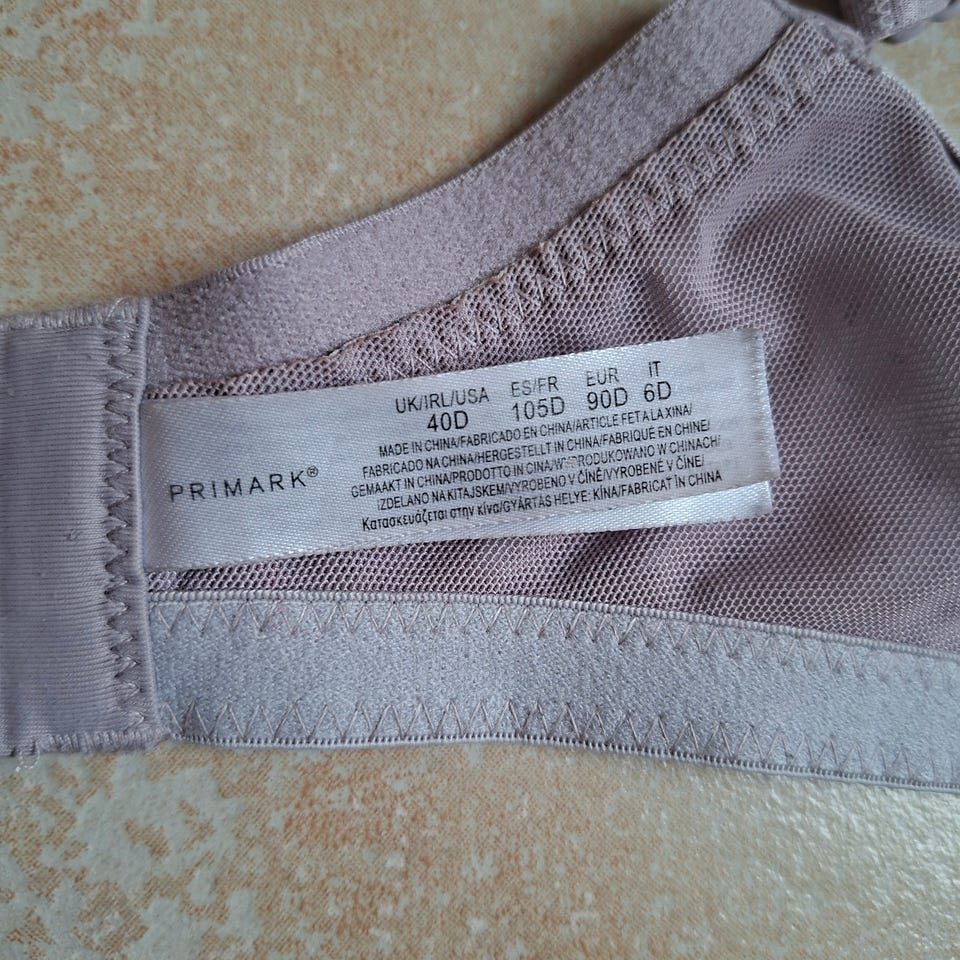 PRIMARK®
UK/IRL/USA ES/FR EUR IT
40D 105D 90D 6D
MADE IN CHINA/FABRICADO EN CHINA/ARTICLE FET A LA XINA/
FABRICADO NA CHINA/HERGESTELLT IN CHINA/FABRIQUÉ EN CHINE/
GEMAAKT IN CHINA/PRODOTTO IN CINA/WYPRODUKOWANO W CHINACH/
IZDELANO NA KITAJSKEM/VYROBENO V ČÍNĚ/VYROBENÉ V ČÍNE/
Κατασκευάζεται στην κίνα/GYÁRTÁS HELYE: KÍNA/FABRICAT ÎN CHINA